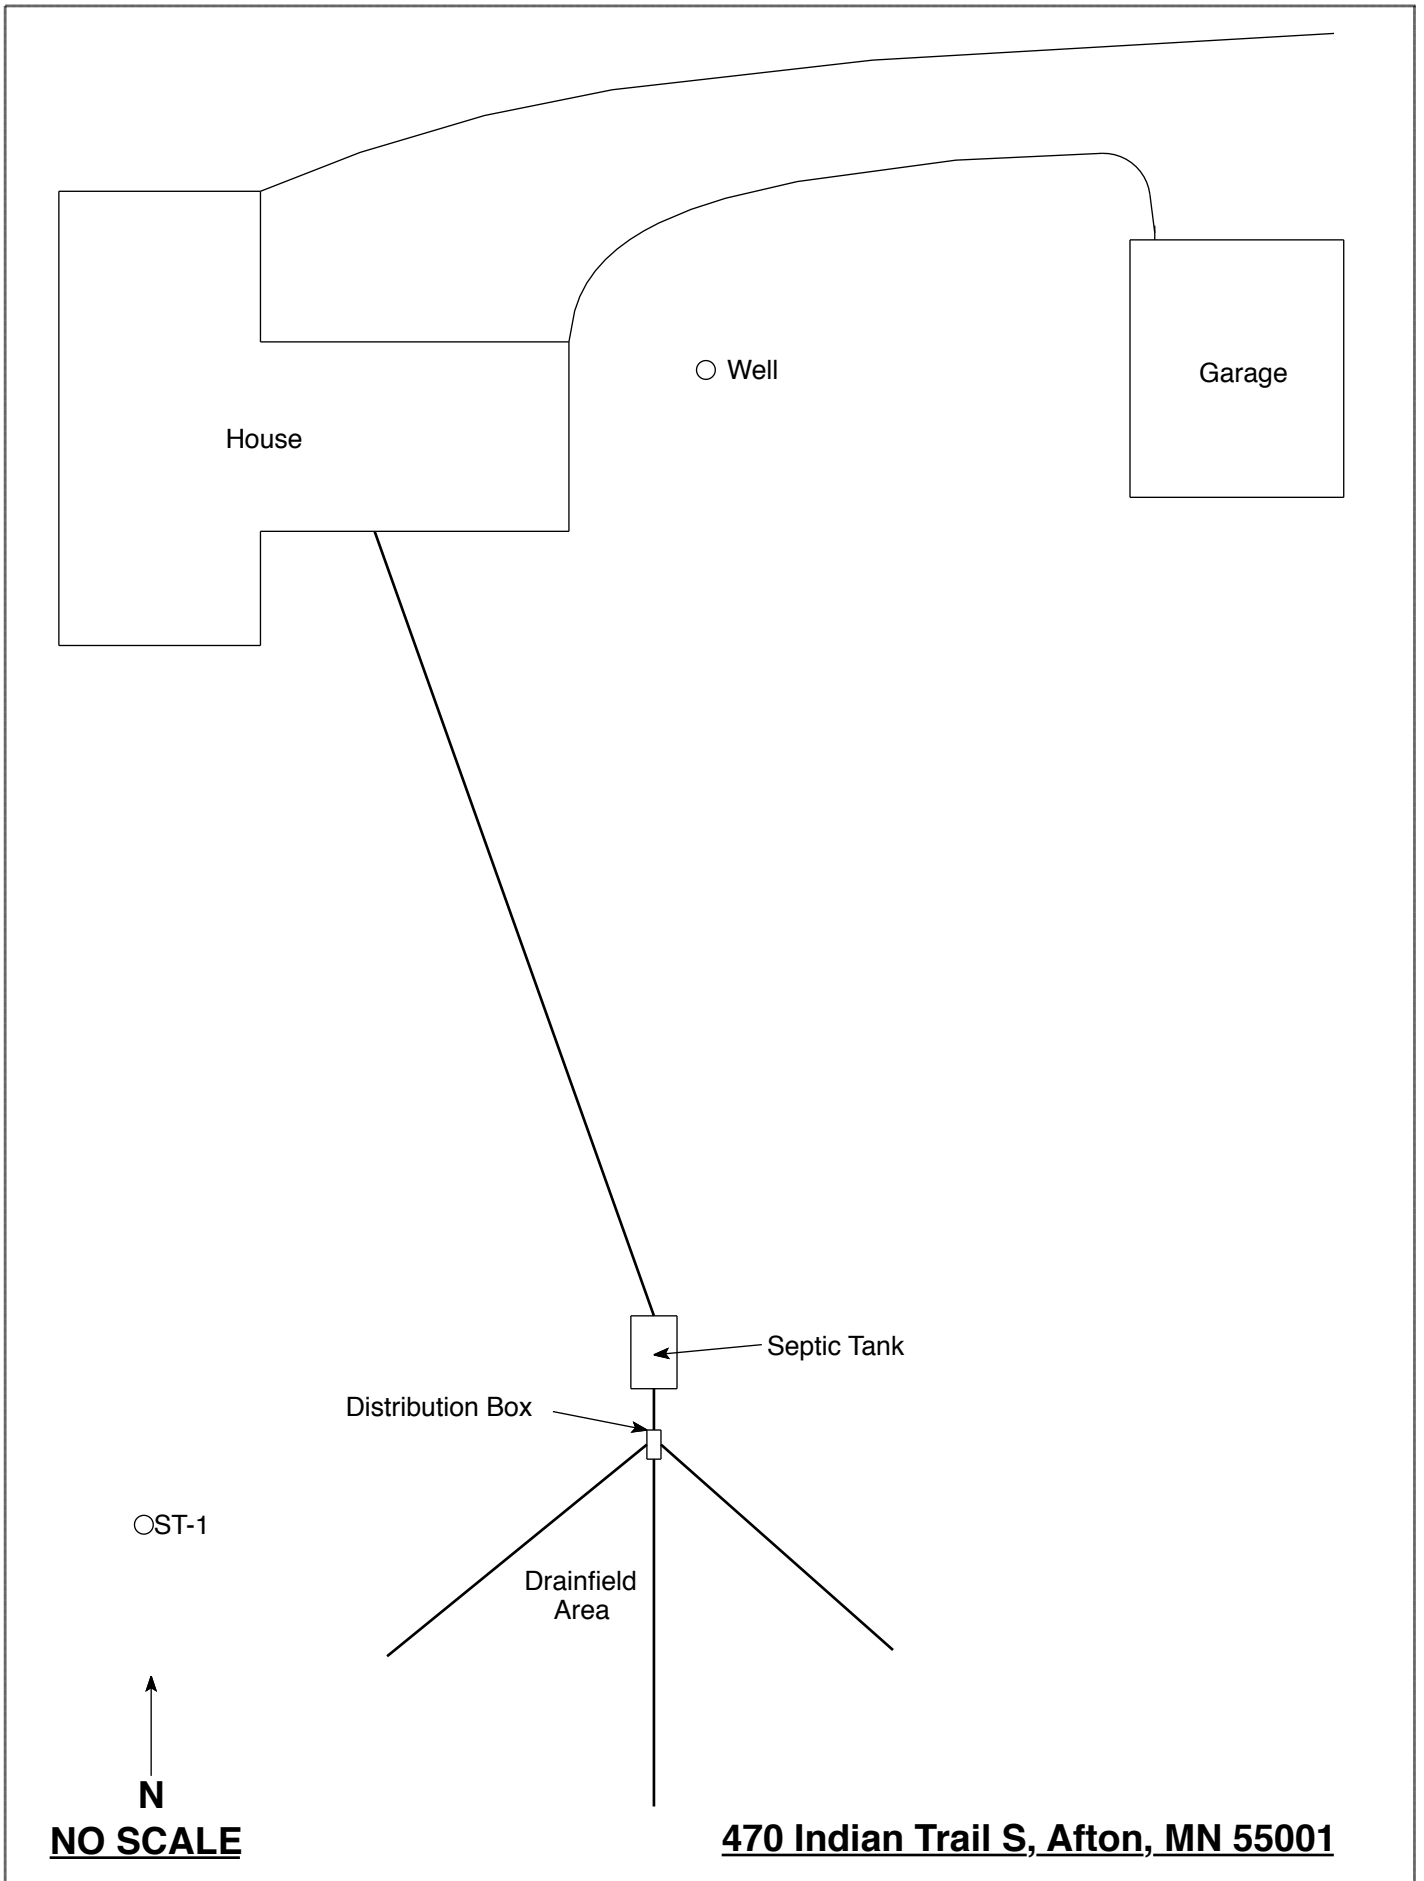 Well
Garage
House
Septic Tank
Distribution Box
ST-1
Drainfield
Area
N
NO SCALE
470 Indian Trail S, Afton, MN 55001